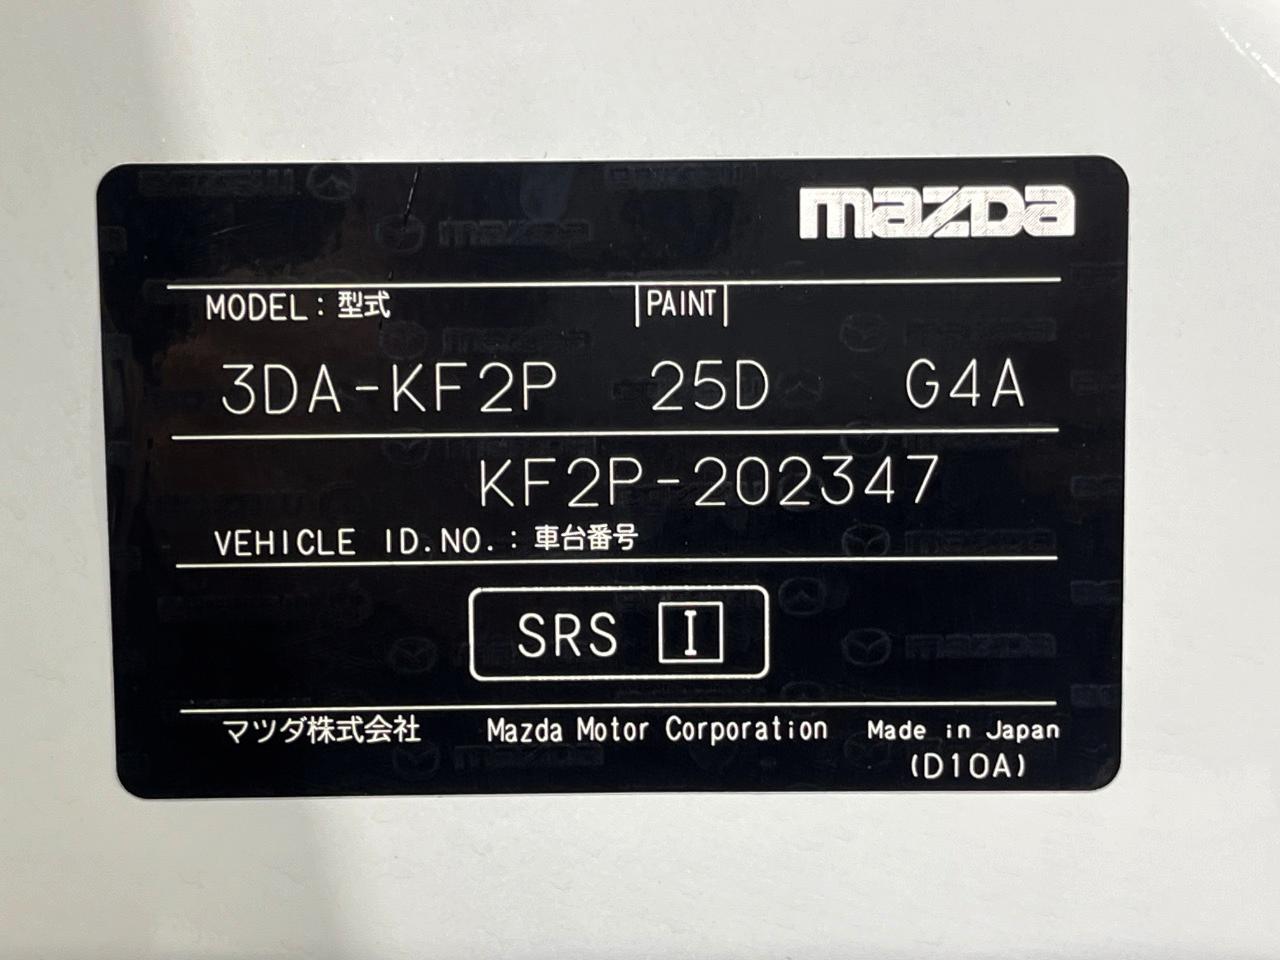 mazda
MODEL：型式 PAINT
3DA-KF2P 25D G4A
KF2P-202347
VEHICLE ID.NO.：車台番号
SRS I
マツダ株式会社 Mazda Motor Corporation Made in Japan
(D10A)